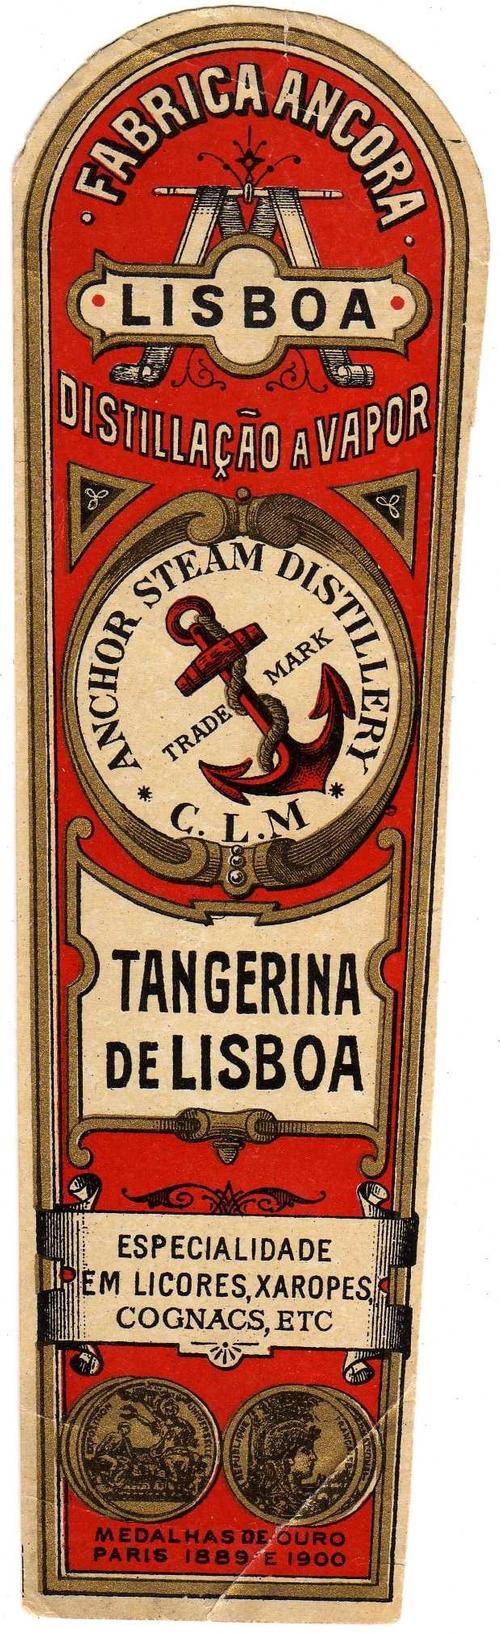 FABRICA ANCORA
LISBOA
DISTILLAÇÃO A VAPOR
ANCHOR STEAM DISTILLERY
TRADE MARK
C. L. M
TANGERINA
DE LISBOA
ESPECIALIDADE
EM LICORES, XAROPES,
COGNACS, ETC
MEDALHAS DE OURO
PARIS 1889 E 1900